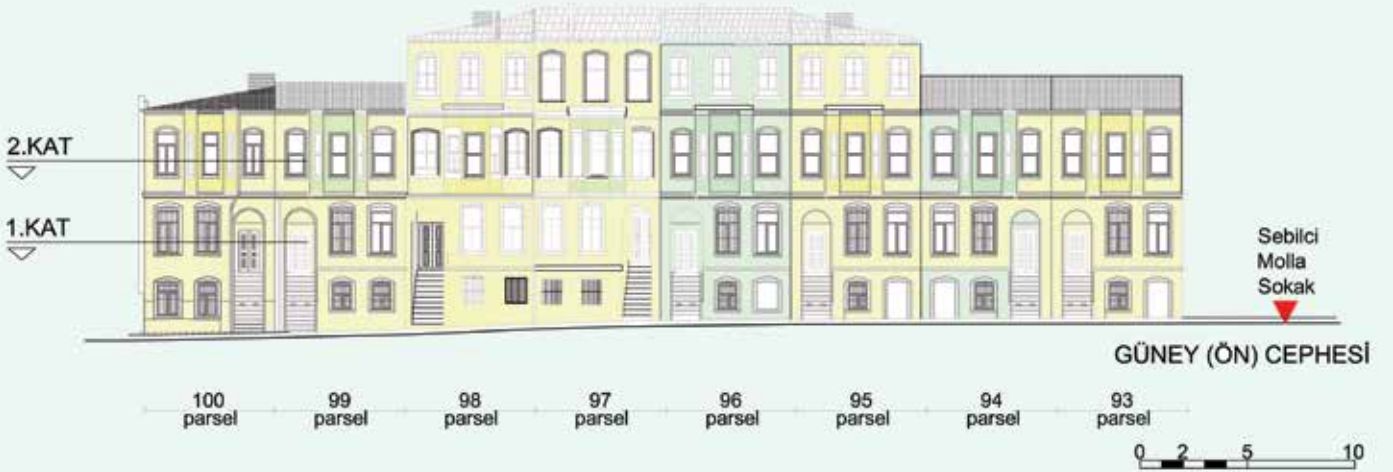 2.KAT
1.KAT
Sebilci
Molla
Sokak
GÜNEY (ÖN) CEPHESİ
100 99 98 97 96 95 94 93
parsel parsel parsel parsel parsel parsel parsel parsel
0 2 5 10